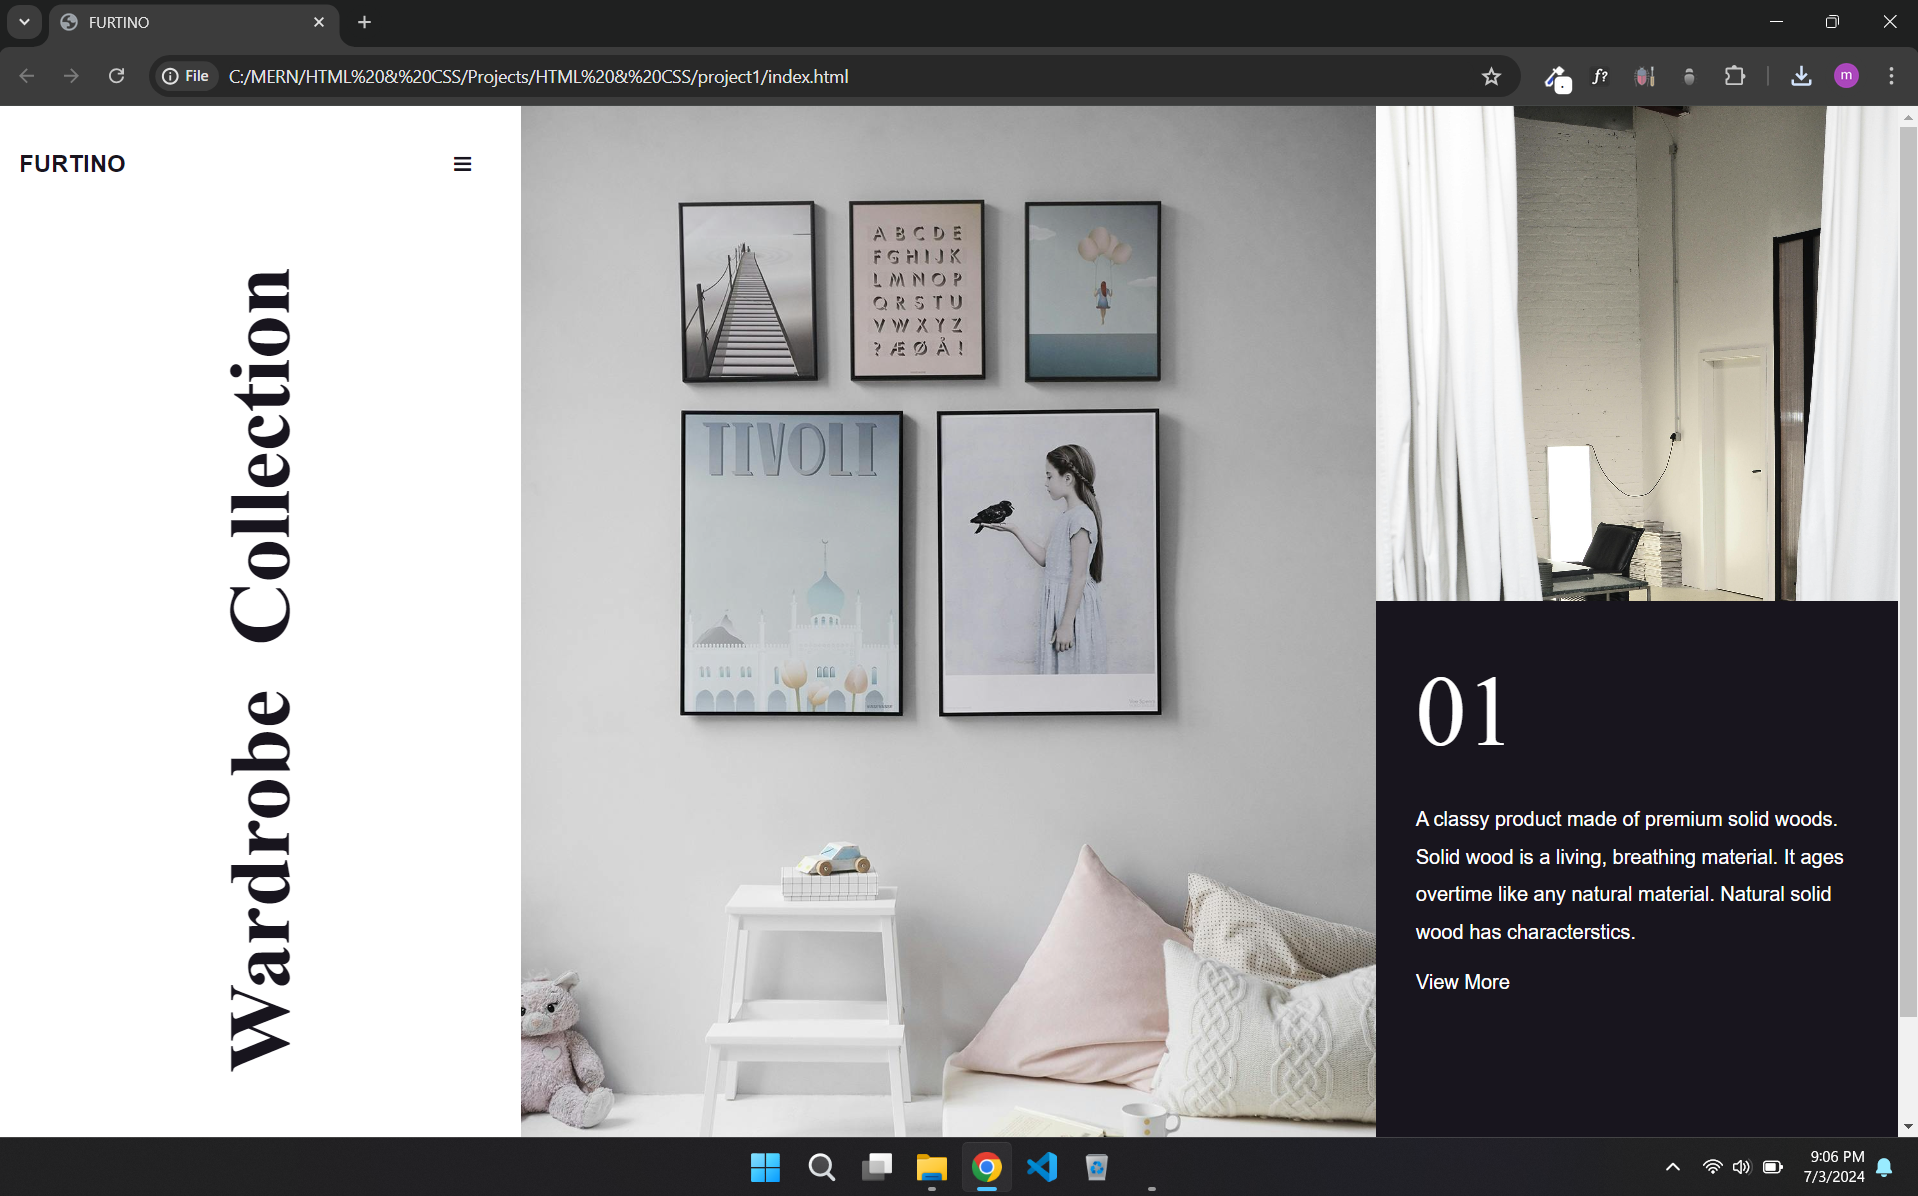 FURTINO
File
C:/MERN/HTML%20&%20CSS/Projects/HTML%20&%20CSS/project1/index.html
f?
m
FURTINO
Wardrobe Collection
A B C D E
F G H I J K
L M N O P
Q R S T U
V W X Y Z
? Æ Ø Å !
TIVOLI
01
A classy product made of premium solid woods.
Solid wood is a living, breathing material. It ages
overtime like any natural material. Natural solid
wood has characterstics.
View More
9:06 PM
7/3/2024